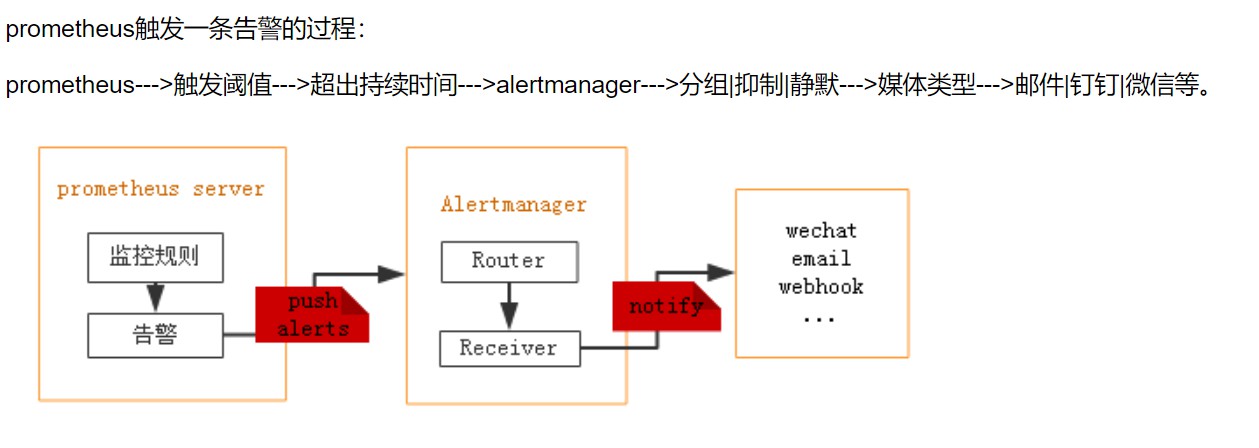 prometheus触发一条告警的过程：
prometheus--->触发阈值--->超出持续时间--->alertmanager--->分组|抑制|静默--->媒体类型--->邮件|钉钉|微信等。
prometheus server
监控规则
告警
push
alerts
Alertmanager
Router
Receiver
notify
wechat
email
webhook
...